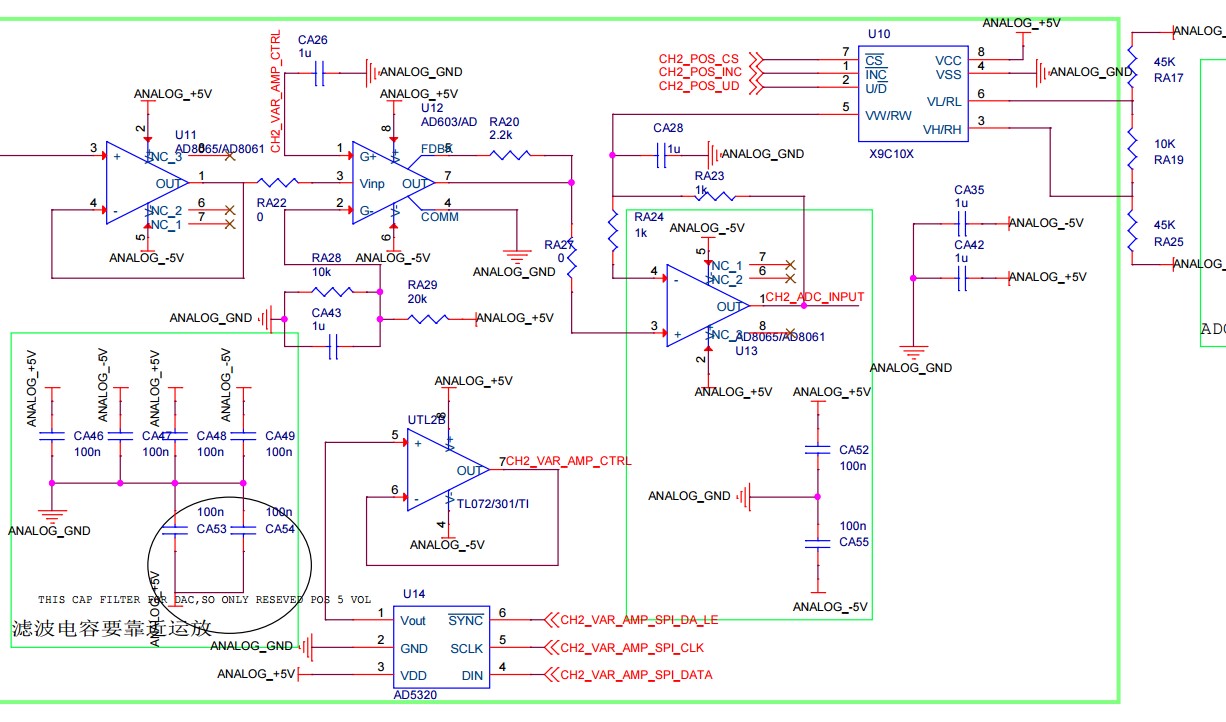 ANALOG_+5V
2
3
+
-
4
U11
AD8065/AD8061
NC_3
8
OUT
1
NC_2
6
NC_1
7
V+
V-
5
ANALOG_-5V
RA22
0
CH2_VAR_AMP_CTRL
CA26
1u
ANALOG_GND
ANALOG_+5V
U12
AD603/AD
8
1
G+
3
Vinp
2
G-
FDBK
OUT
7
4
COMM
6
ANALOG_-5V
RA20
2.2k
ANALOG_GND
RA27
0
RA28
10k
RA29
20k
ANALOG_GND
CA43
1u
ANALOG_+5V
CH2_POS_CS
CH2_POS_INC
CH2_POS_UD
7
1
2
5
U10
CS
INC
U/D
VW/RW
VCC
VSS
VL/RL
VH/RH
8
4
6
3
X9C10X
ANALOG_+5V
ANALOG_GND
ANALOG_
45K
RA17
10K
RA19
45K
RA25
ANALOG_
CA28
1u
ANALOG_GND
RA23
1k
RA24
1k
ANALOG_-5V
5
4
-
3
+
NC_1
7
NC_2
6
OUT
1
CH2_ADC_INPUT
8
AD8065/AD8061
U13
2
ANALOG_+5V
CA35
1u
ANALOG_-5V
CA42
1u
ANALOG_+5V
ANALOG_GND
ADC
ANALOG_+5V
ANALOG_-5V
ANALOG_+5V
ANALOG_-5V
CA46
100n
CA47
100n
CA48
100n
CA49
100n
ANALOG_GND
100n
CA53
100n
CA54
ANALOG_+5V
THIS CAP FILTER FOR DAC,SO ONLY RESEVED POS 5 VOL
滤波电容要靠近运放
ANALOG_+5V
UTL2B
8
5
+
6
-
OUT
7
CH2_VAR_AMP_CTRL
TL072/301/TI
4
ANALOG_-5V
ANALOG_+5V
CA52
100n
ANALOG_GND
100n
CA55
ANALOG_-5V
U14
1
Vout
SYNC
6
CH2_VAR_AMP_SPI_DA_LE
ANALOG_GND
2
GND
SCLK
5
CH2_VAR_AMP_SPI_CLK
ANALOG_+5V
3
VDD
DIN
4
CH2_VAR_AMP_SPI_DATA
AD5320